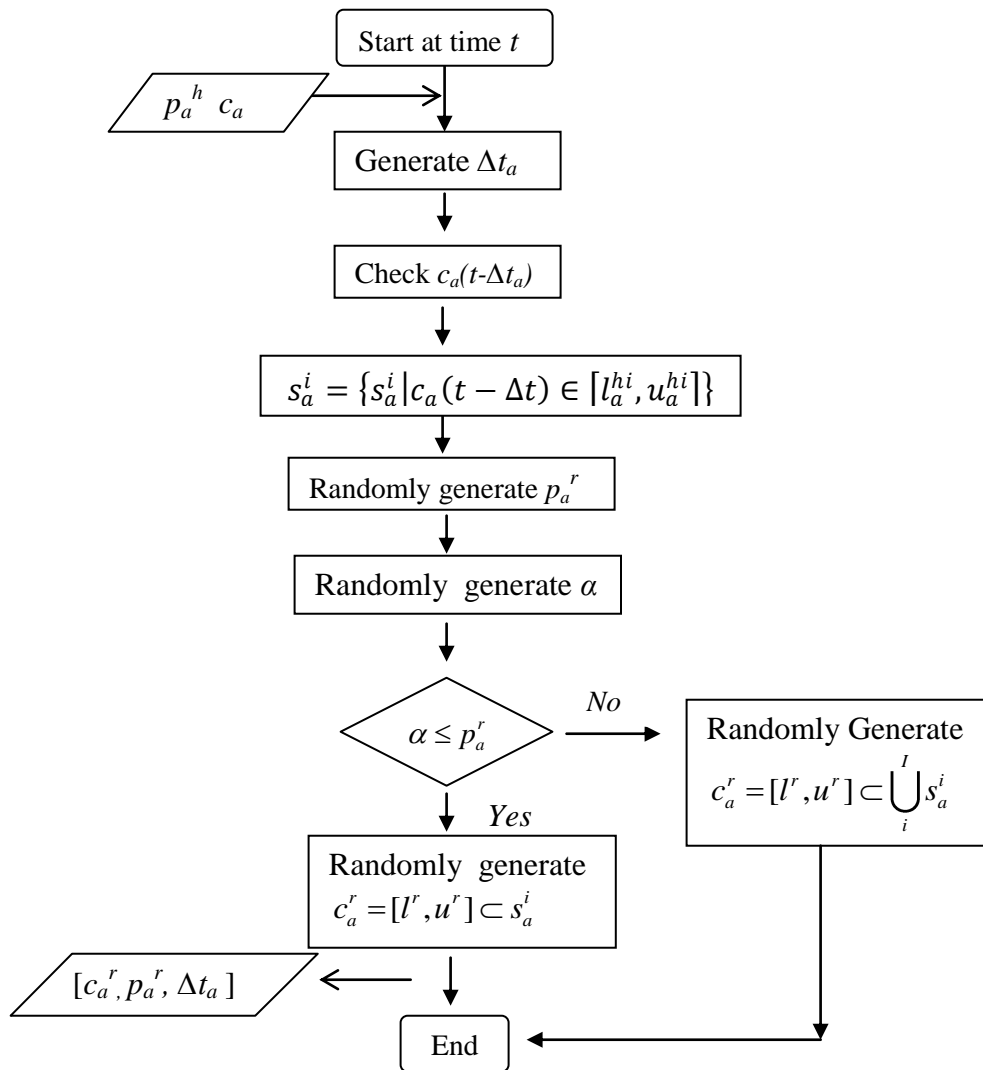 Start at time t
p_a^h c_a
Generate Δt_a
Check c_a(t-Δt_a)
s_a^i = {s_a^i|c_a(t − Δt) ∈ [l_a^{hi}, u_a^{hi}]}
Randomly generate p_a^r
Randomly generate α
α ≤ p_a^r
No
Randomly Generate
c_a^r = [l^r, u^r] ⊂ ⋃_i^I s_a^i
Yes
Randomly generate
c_a^r = [l^r, u^r] ⊂ s_a^i
[c_a^r, p_a^r, Δt_a ]
End